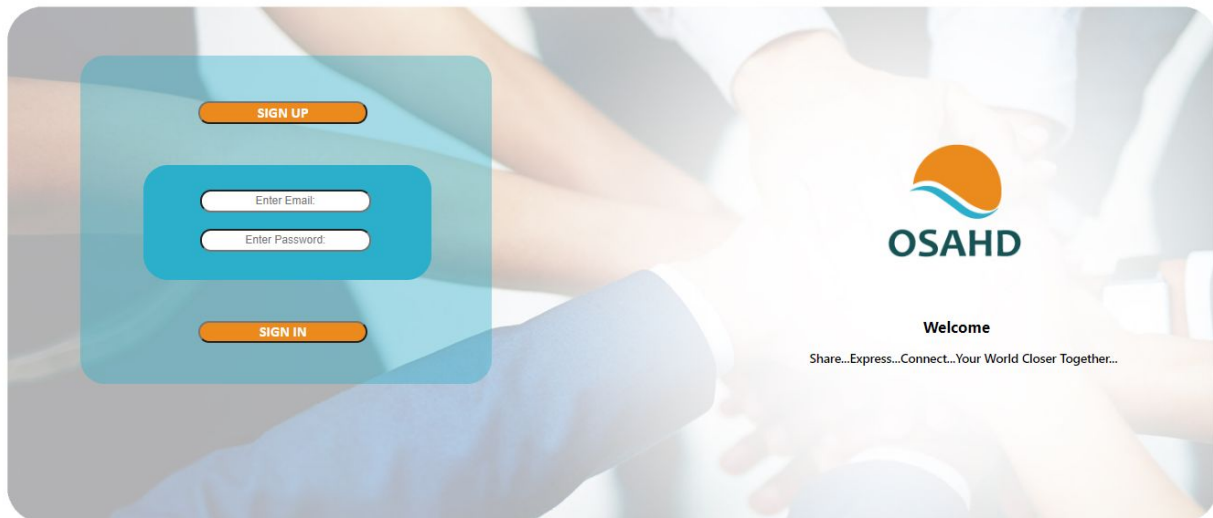 SIGN UP
Enter Email:
Enter Password:
SIGN IN
OSAHD
Welcome
Share...Express...Connect...Your World Closer Together...